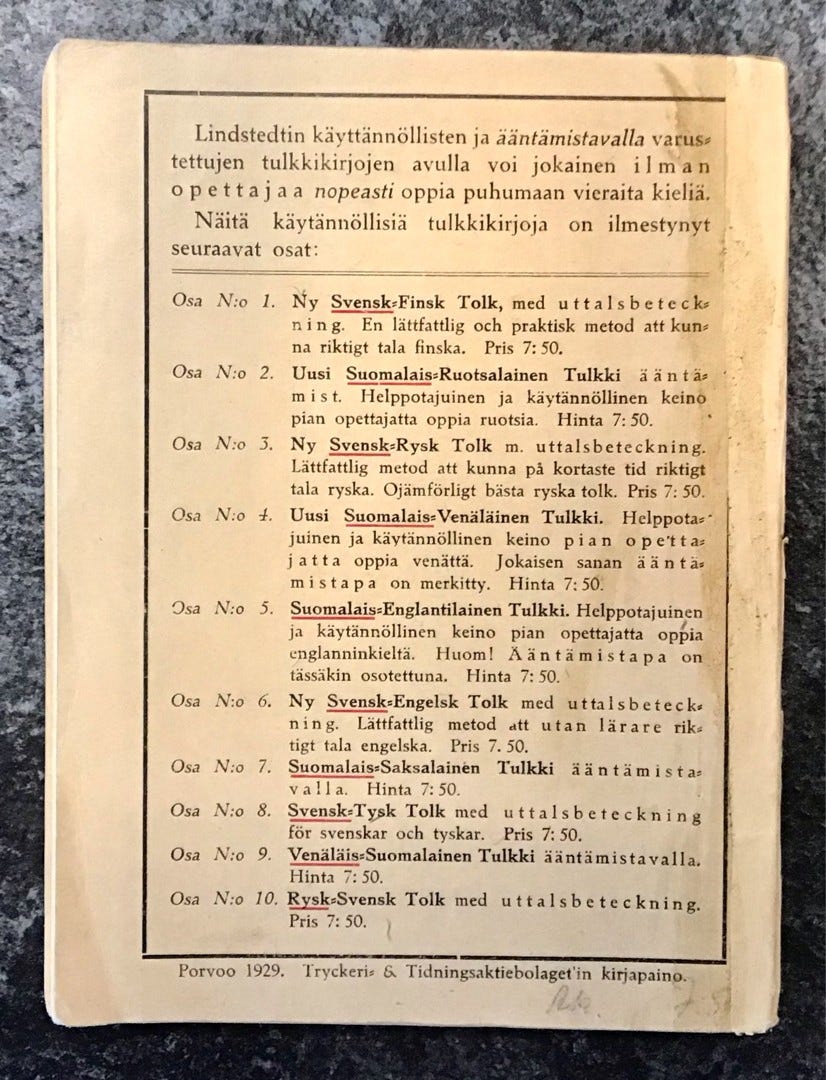 Lindstedtin käyttännöllisten ja ääntämistavalla varus⸗
tettujen tulkkikirjojen avulla voi jokainen ilman
opettajaa nopeasti oppia puhumaan vieraita kieliä.
Näitä käytännöllisiä tulkkikirjoja on ilmestynyt
seuraavat osat:
Osa N:o 1. Ny Svensk⸗Finsk Tolk, med uttalsbeteck⸗
ning. En lättfattlig och praktisk metod att kun⸗
na riktigt tala finska. Pris 7:50.
Osa N:o 2. Uusi Suomalais⸗Ruotsalainen Tulkki ääntä⸗
mist. Helppotajuinen ja käytännöllinen keino
pian opettajatta oppia ruotsia. Hinta 7:50.
Osa N:o 3. Ny Svensk⸗Rysk Tolk m. uttalsbeteckning.
Lättfattlig metod att kunna på kortaste tid riktigt
tala ryska. Ojämförligt bästa ryska tolk. Pris 7:50.
Osa N:o 4. Uusi Suomalais⸗Venäläinen Tulkki. Helppota⸗
juinen ja käytännöllinen keino pian opetta⸗
jatta oppia venättä. Jokaisen sanan ääntä⸗
mistapa on merkitty. Hinta 7:50.
Osa N:o 5. Suomalais⸗Englantilainen Tulkki. Helppotajuinen
ja käytännöllinen keino pian opettajatta oppia
englanninkieltä. Huom! Ääntämistapa on
tässäkin osotettuna. Hinta 7:50.
Osa N:o 6. Ny Svensk⸗Engelsk Tolk med uttalsbeteck⸗
ning. Lättfattlig metod att utan lärare rik⸗
tigt tala engelska. Pris 7.50.
Osa N:o 7. Suomalais⸗Saksalainen Tulkki ääntämista⸗
valla. Hinta 7:50.
Osa N:o 8. Svensk⸗Tysk Tolk med uttalsbeteckning
för svenskar och tyskar. Pris 7:50.
Osa N:o 9. Venäläis⸗Suomalainen Tulkki ääntämistavalla.
Hinta 7:50.
Osa N:o 10. Rysk⸗Svensk Tolk med uttalsbeteckning.
Pris 7:50.
Porvoo 1929. Tryckeri⸗ & Tidningsaktiebolaget'in kirjapaino.